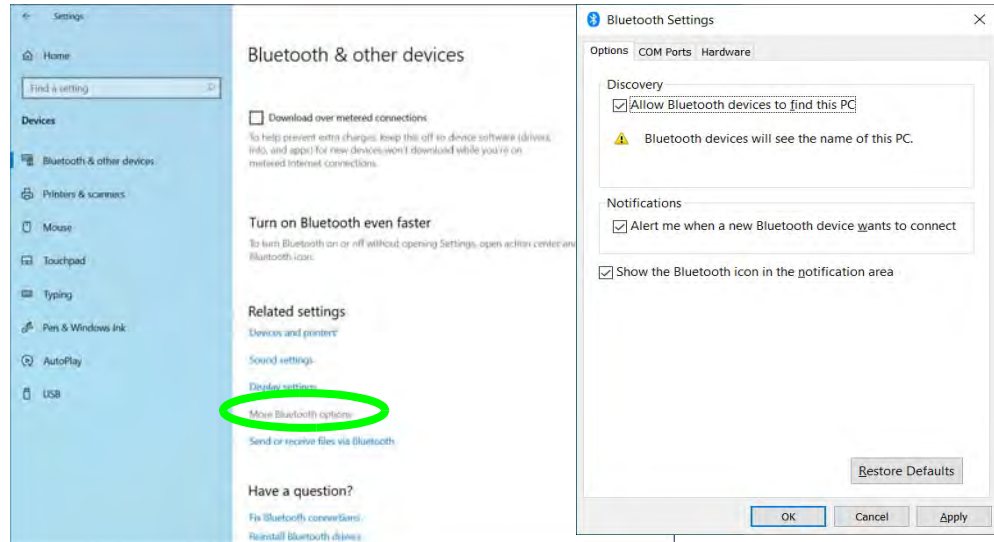 Settings
Home
Find a setting
Devices
Bluetooth & other devices
Printers & scanners
Mouse
Touchpad
Typing
Pen & Windows Ink
AutoPlay
USB
Bluetooth & other devices
Download over metered connections
To help prevent extra charges, keep this off so device software (drivers,
info, and apps) for new devices won't download while you're on
metered Internet connections.
Turn on Bluetooth even faster
To turn Bluetooth on or off without opening Settings, open action center and
Bluetooth icon.
Related settings
Devices and printers
Sound settings
Display settings
More Bluetooth options
Send or receive files via Bluetooth
Have a question?
Fix Bluetooth connections
Reinstall Bluetooth drivers
Bluetooth Settings
Options COM Ports Hardware
Discovery
Allow Bluetooth devices to find this PC
Bluetooth devices will see the name of this PC.
Notifications
Alert me when a new Bluetooth device wants to connect
Show the Bluetooth icon in the notification area
Restore Defaults
OK Cancel Apply